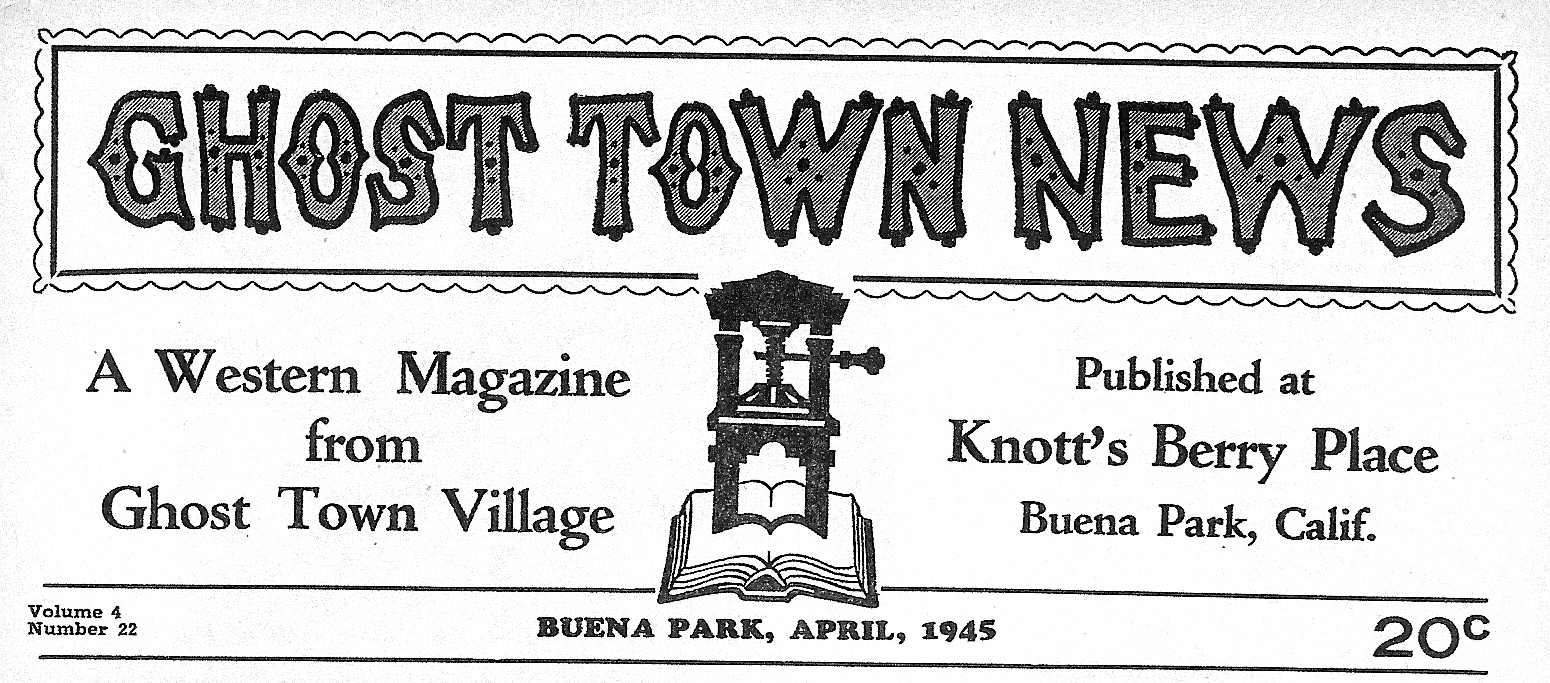 GHOST TOWN NEWS
A Western Magazine
from
Ghost Town Village
Published at
Knott's Berry Place
Buena Park, Calif.
Volume 4
Number 22
BUENA PARK, APRIL, 1945
20c